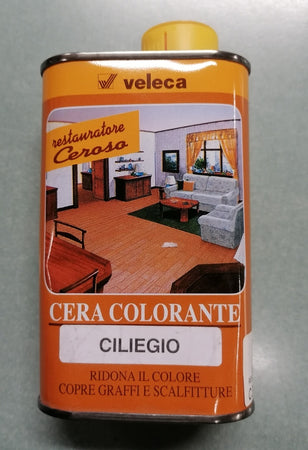 veleca
restauratore
Ceroso
CERA COLORANTE
CILIEGIO
RIDONA IL COLORE
COPRE GRAFFI E SCALFITTURE